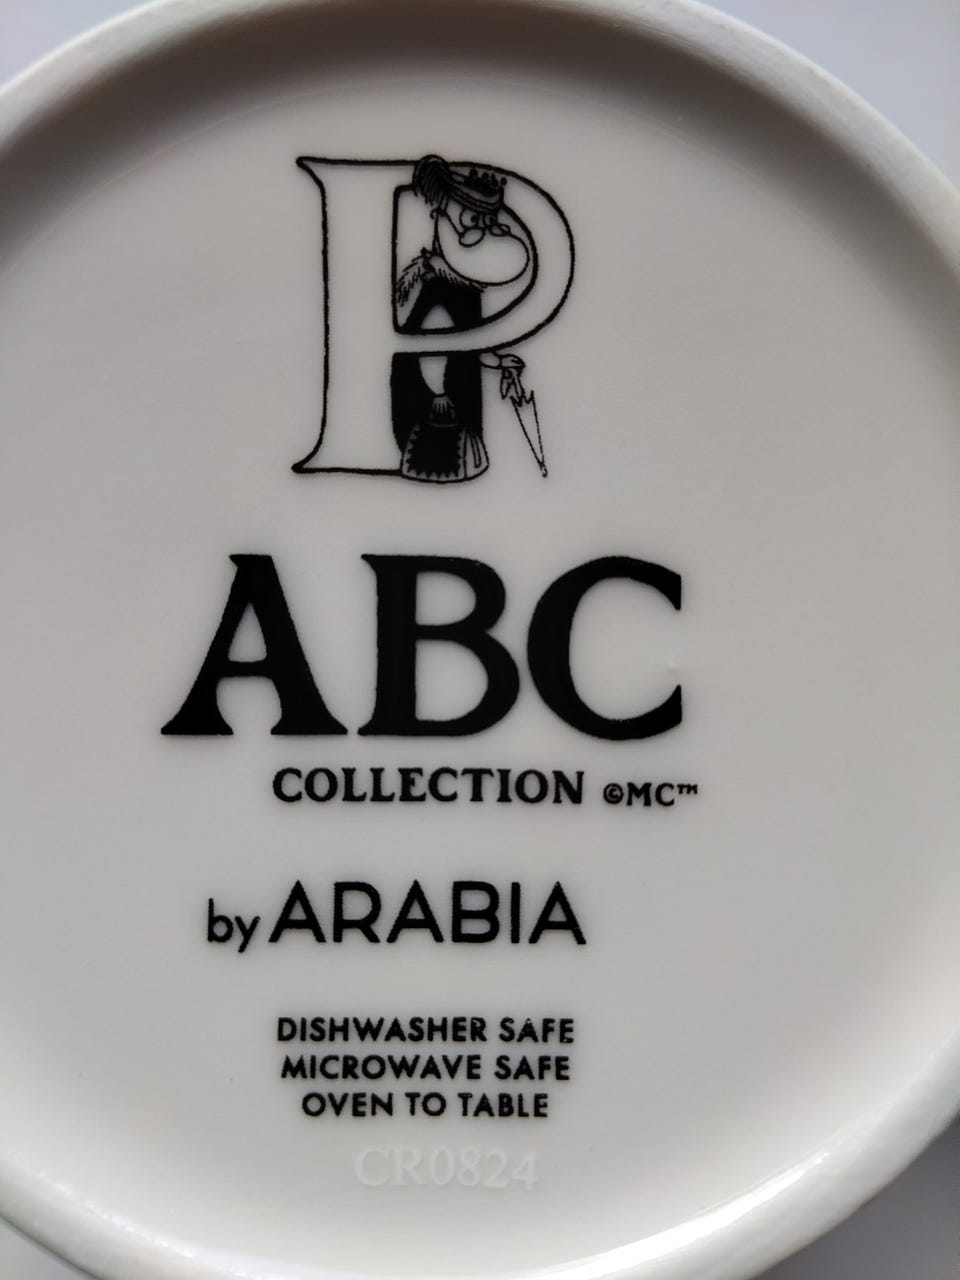 P
ABC
COLLECTION ©MC™
by ARABIA
DISHWASHER SAFE
MICROWAVE SAFE
OVEN TO TABLE
CR0824